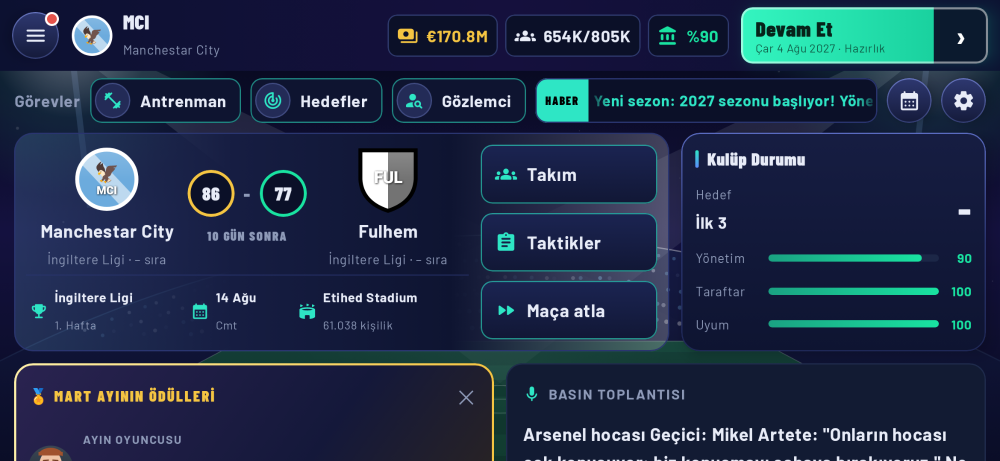 MCI
Manchestar City
€170.8M
654K/805K
%90
Devam Et
Çar 4 Ağu 2027 · Hazırlık
Görevler
Antrenman
Hedefler
Gözlemci
HABER
Yeni sezon: 2027 sezonu başlıyor! Yöne
MCI
86 - 77
FUL
10 GÜN SONRA
Manchestar City
Fulhem
İngiltere Ligi · – sıra
İngiltere Ligi · – sıra
İngiltere Ligi
1. Hafta
14 Ağu
Cmt
Etihed Stadium
61.038 kişilik
Takım
Taktikler
Maça atla
Kulüp Durumu
Hedef
İlk 3
–
Yönetim 90
Taraftar 100
Uyum 100
MART AYININ ÖDÜLLERİ
AYIN OYUNCUSU
BASIN TOPLANTISI
Arsenel hocası Geçici: Mikel Artete: "Onların hocası